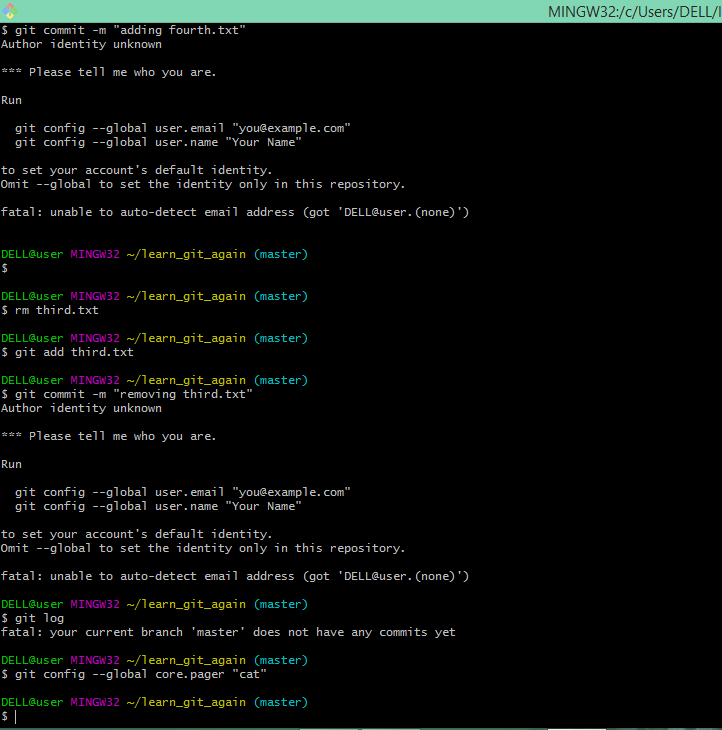 MINGW32:/c/Users/DELL/l
$ git commit -m "adding fourth.txt"
Author identity unknown
*** Please tell me who you are.
Run
git config --global user.email "you@example.com"
git config --global user.name "Your Name"
to set your account's default identity.
Omit --global to set the identity only in this repository.
fatal: unable to auto-detect email address (got 'DELL@user.(none)')
DELL@user MINGW32 ~/learn_git_again (master)
$
DELL@user MINGW32 ~/learn_git_again (master)
$ rm third.txt
DELL@user MINGW32 ~/learn_git_again (master)
$ git add third.txt
DELL@user MINGW32 ~/learn_git_again (master)
$ git commit -m "removing third.txt"
Author identity unknown
*** Please tell me who you are.
Run
git config --global user.email "you@example.com"
git config --global user.name "Your Name"
to set your account's default identity.
Omit --global to set the identity only in this repository.
fatal: unable to auto-detect email address (got 'DELL@user.(none)')
DELL@user MINGW32 ~/learn_git_again (master)
$ git log
fatal: your current branch 'master' does not have any commits yet
DELL@user MINGW32 ~/learn_git_again (master)
$ git config --global core.pager "cat"
DELL@user MINGW32 ~/learn_git_again (master)
$